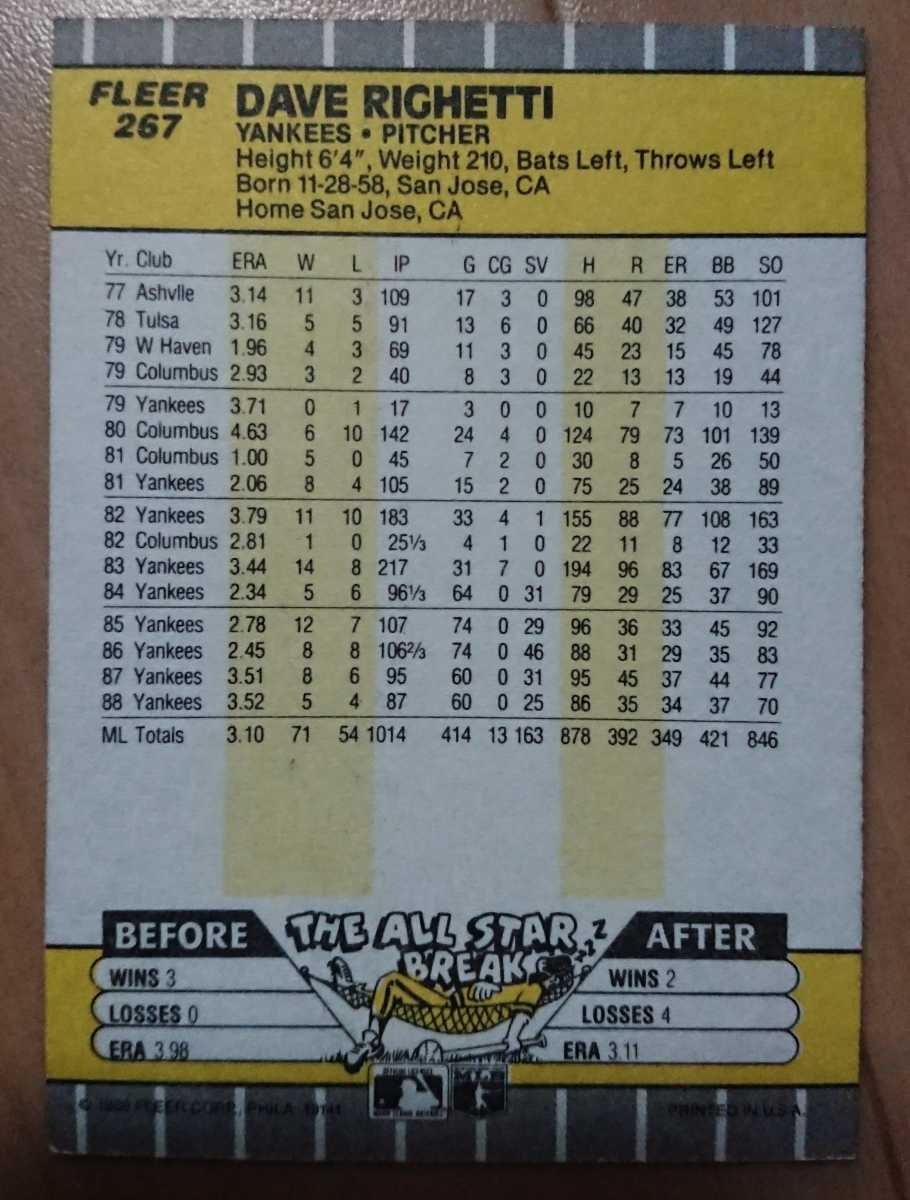 FLEER
267
DAVE RIGHETTI
YANKEES • PITCHER
Height 6'4", Weight 210, Bats Left, Throws Left
Born 11-28-58, San Jose, CA
Home San Jose, CA
Yr. Club ERA W L IP G CG SV H R ER BB SO
77 Ashvlle 3.14 11 3 109 17 3 0 98 47 38 53 101
78 Tulsa 3.16 5 5 91 13 6 0 66 40 32 49 127
79 W Haven 1.96 4 3 69 11 3 0 45 23 15 45 78
79 Columbus 2.93 3 2 40 8 3 0 22 13 13 19 44
79 Yankees 3.71 0 1 17 3 0 0 10 7 7 10 13
80 Columbus 4.63 6 10 142 24 4 0 124 79 73 101 139
81 Columbus 1.00 5 0 45 7 2 0 30 8 5 26 50
81 Yankees 2.06 8 4 105 15 2 0 75 25 24 38 89
82 Yankees 3.79 11 10 183 33 4 1 155 88 77 108 163
82 Columbus 2.81 1 0 25⅓ 4 1 0 22 11 8 12 33
83 Yankees 3.44 14 8 217 31 7 0 194 96 83 67 169
84 Yankees 2.34 5 6 96⅓ 64 0 31 79 29 25 37 90
85 Yankees 2.78 12 7 107 74 0 29 96 36 33 45 92
86 Yankees 2.45 8 8 106⅔ 74 0 46 88 31 29 35 83
87 Yankees 3.51 8 6 95 60 0 31 95 45 37 44 77
88 Yankees 3.52 5 4 87 60 0 25 86 35 34 37 70
ML Totals 3.10 71 54 1014 414 13 163 878 392 349 421 846
BEFORE THE ALL STAR BREAK AFTER
WINS 3 WINS 2
LOSSES 0 LOSSES 4
ERA 3.98 ERA 3.11
FLEER CORP., PHILA. 19141 PRINTED IN U.S.A.